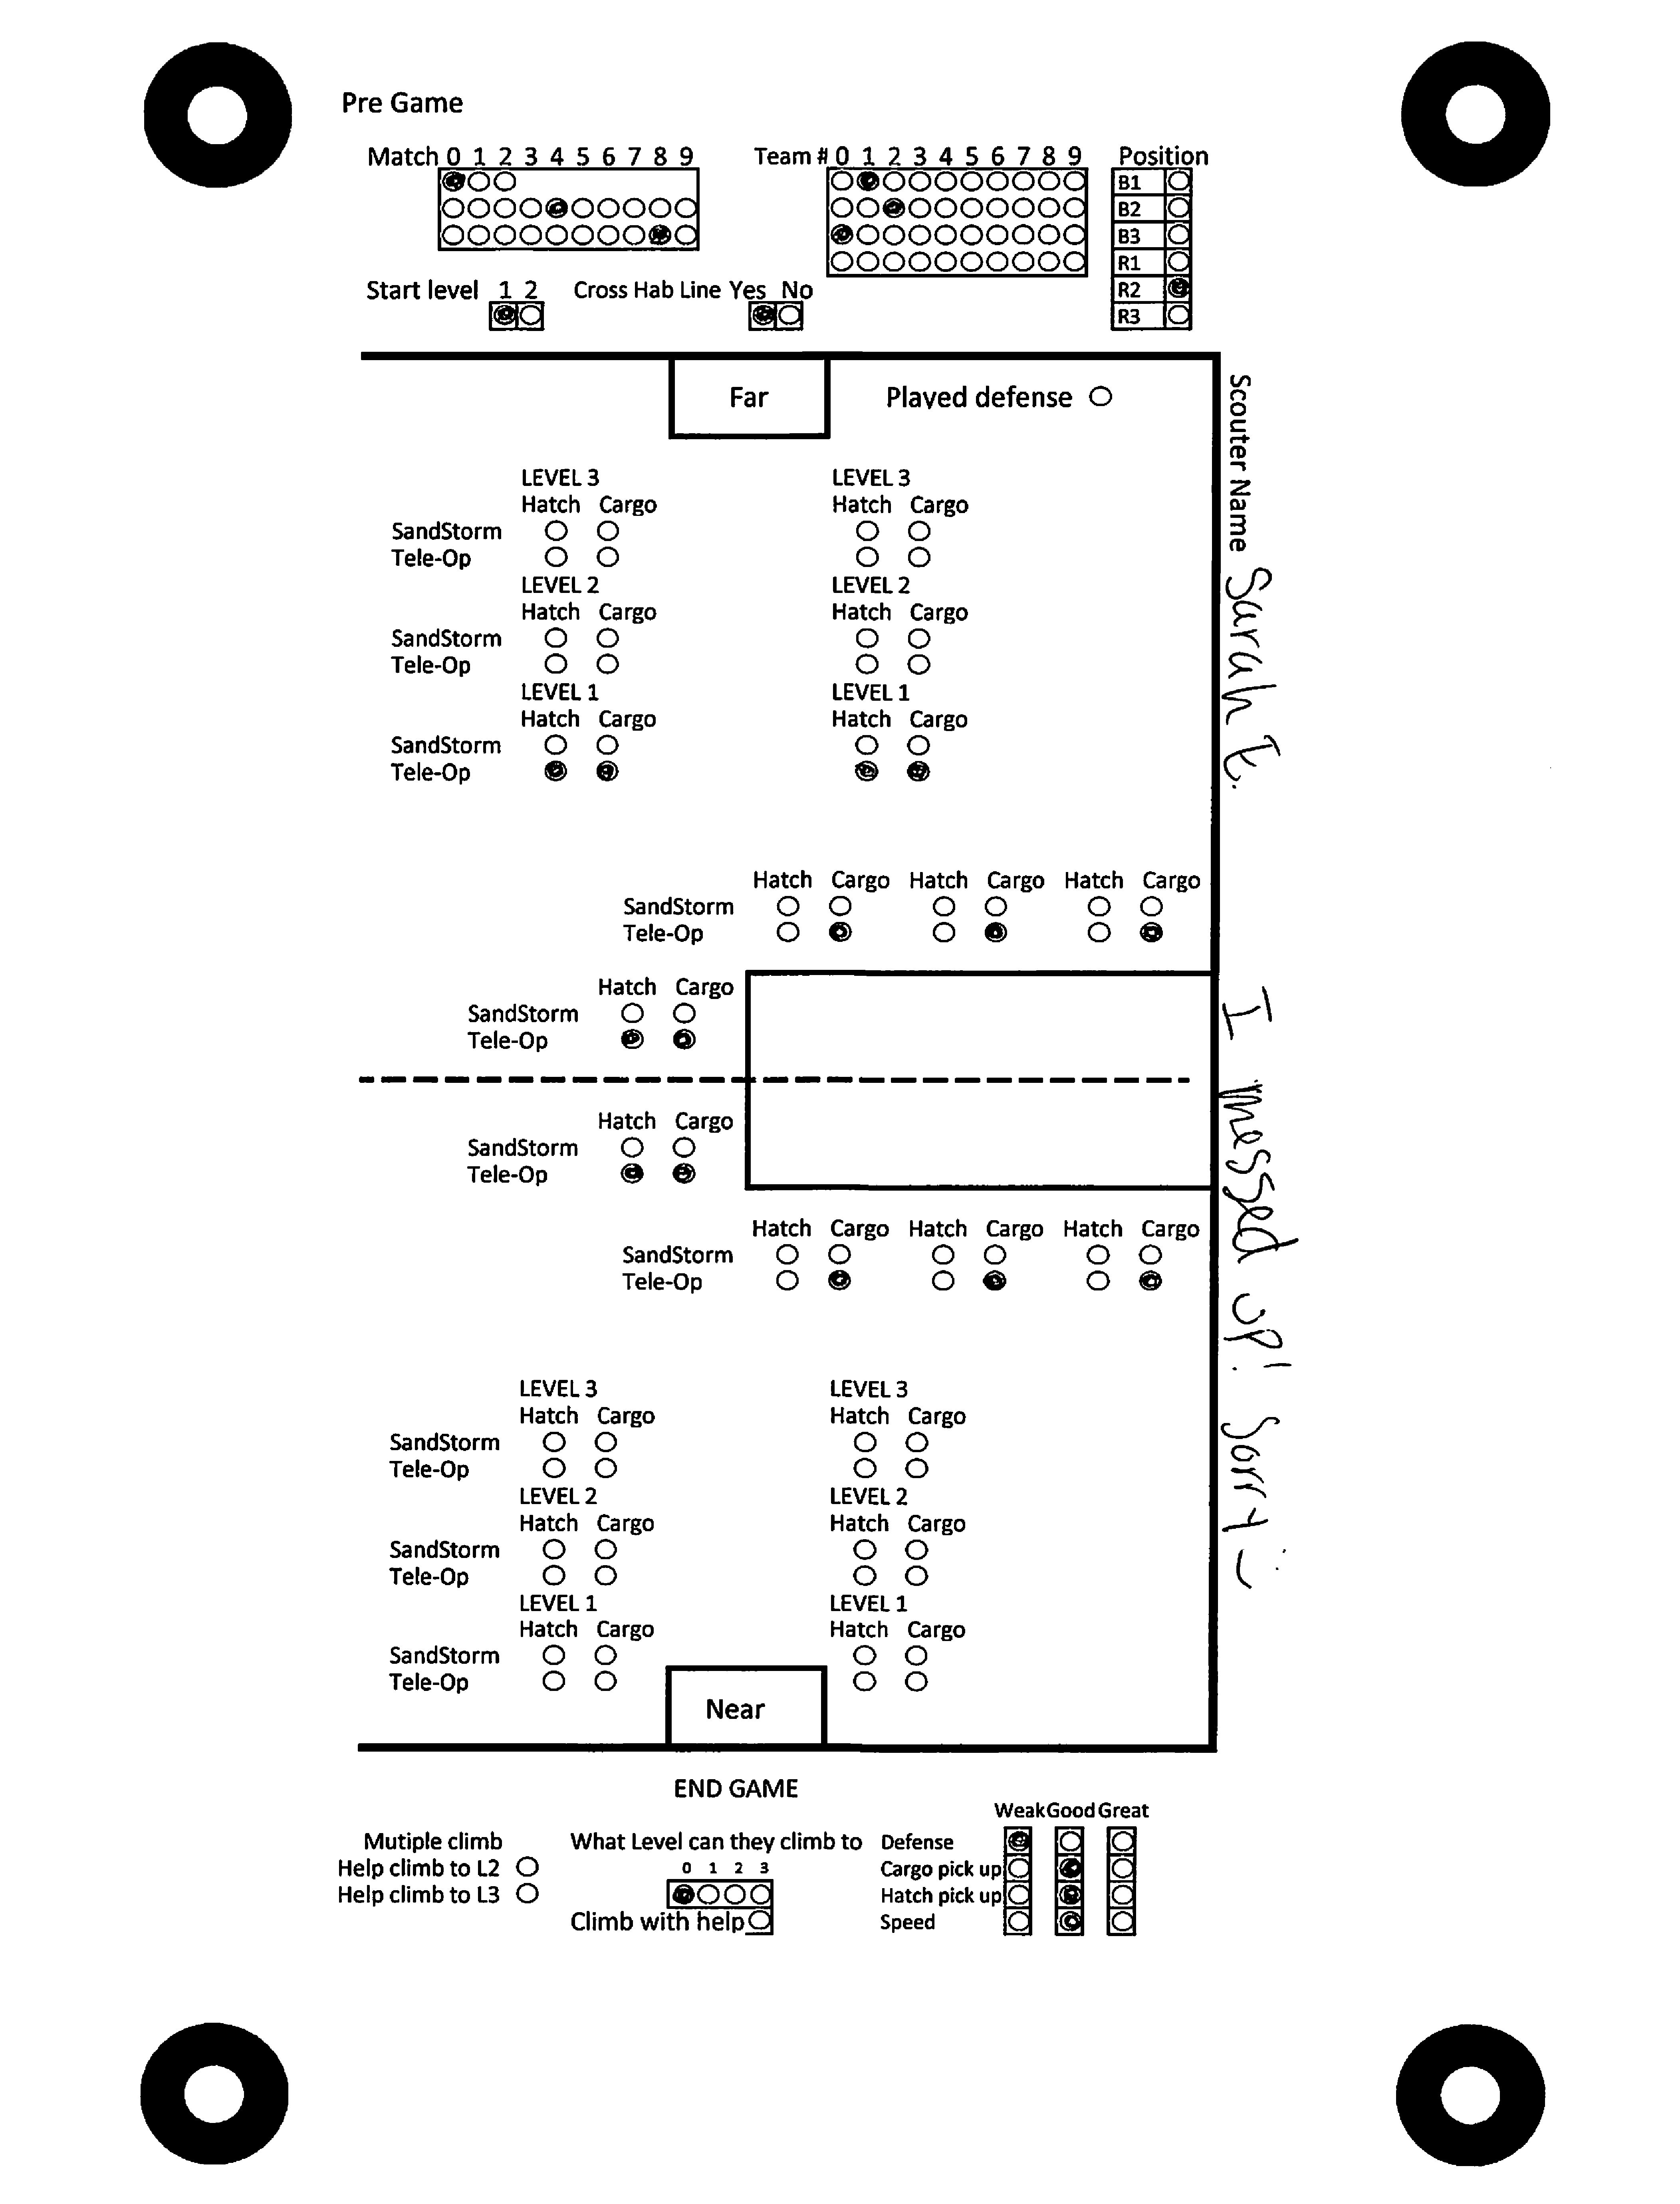 Pre Game
Match 0 1 2 3 4 5 6 7 8 9
Team # 0 1 2 3 4 5 6 7 8 9
Position
B1
B2
B3
R1
R2
R3
Start level 1 2
Cross Hab Line Yes No
Far
Played defense
Scouter Name Sarah E.
LEVEL 3 LEVEL 3
Hatch Cargo Hatch Cargo
SandStorm
Tele-Op
LEVEL 2 LEVEL 2
Hatch Cargo Hatch Cargo
SandStorm
Tele-Op
LEVEL 1 LEVEL 1
Hatch Cargo Hatch Cargo
SandStorm
Tele-Op
Hatch Cargo Hatch Cargo Hatch Cargo
SandStorm
Tele-Op
Hatch Cargo
SandStorm
Tele-Op
I messed up! Sorry
Hatch Cargo
SandStorm
Tele-Op
Hatch Cargo Hatch Cargo Hatch Cargo
SandStorm
Tele-Op
LEVEL 3 LEVEL 3
Hatch Cargo Hatch Cargo
SandStorm
Tele-Op
LEVEL 2 LEVEL 2
Hatch Cargo Hatch Cargo
SandStorm
Tele-Op
LEVEL 1 LEVEL 1
Hatch Cargo Hatch Cargo
SandStorm
Tele-Op
Near
END GAME
Mutiple climb
Help climb to L2
Help climb to L3
What Level can they climb to
0 1 2 3
Climb with help
Weak Good Great
Defense
Cargo pick up
Hatch pick up
Speed